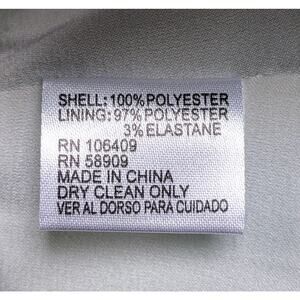 SHELL: 100% POLYESTER
LINING: 97% POLYESTER
3% ELASTANE
RN 106409
RN 58909
MADE IN CHINA
DRY CLEAN ONLY
VER AL DORSO PARA CUIDADO